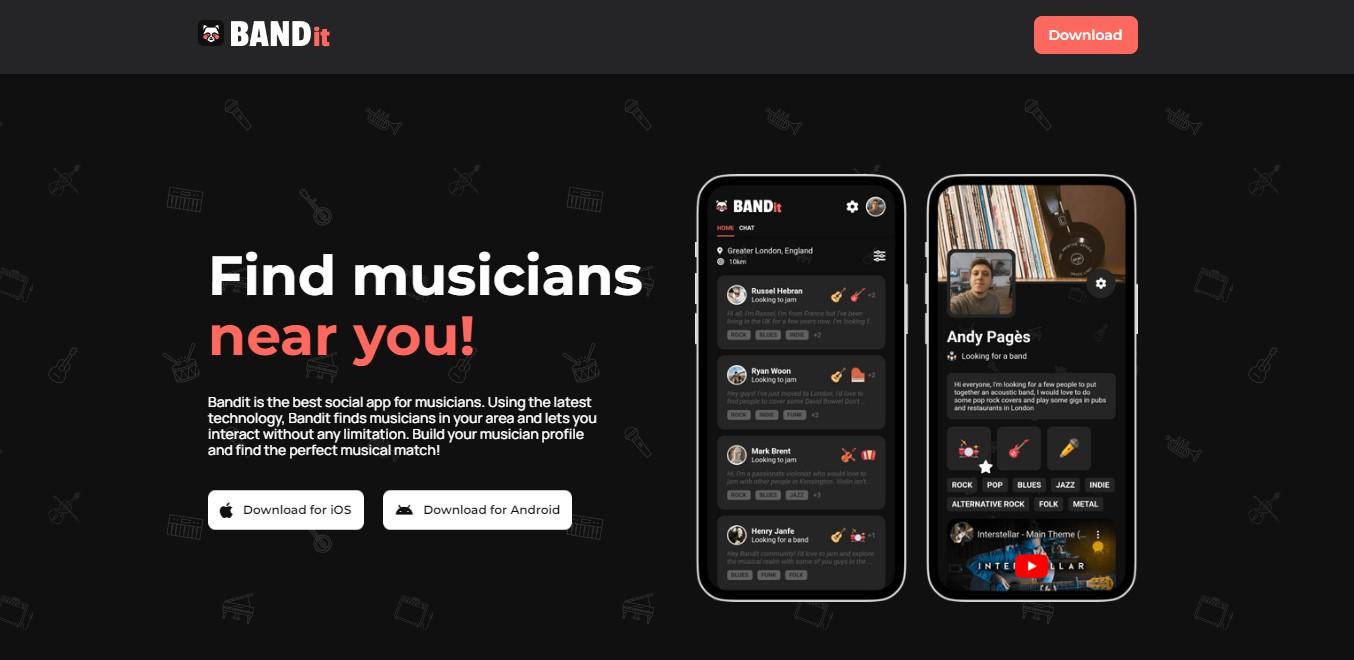 BANDit
Download
Find musicians
near you!
Bandit is the best social app for musicians. Using the latest
technology, Bandit finds musicians in your area and lets you
interact without any limitation. Build your musician profile
and find the perfect musical match!
Download for iOS
Download for Android
BANDit
HOME CHAT
Greater London, England
10km
Russel Hebran
Looking to jam
+2
Hi all, I'm Russel, I'm from France but I've been
living in the UK for a few years now. I'm looking f...
ROCK BLUES INDIE +2
Ryan Woon
Looking to jam
+2
Hey guys! I've just moved to London, I'd love to
find people to cover some David Bowie! Don't ...
ROCK INDIE FUNK +2
Mark Brent
Looking to jam
Hi, I'm a passionate violinist who would love to
jam with other people in Kensington. Violin isn't ...
ROCK BLUES JAZZ +3
Henry Janfe
Looking for a band
+1
Hey Bandit community! I'd love to jam and explore
the musical realm with some of you guys in the ...
BLUES FUNK FOLK
Andy Pagès
Looking for a band
Hi everyone, I'm looking for a few people to put
together an acoustic band, I would love to do
some pop rock covers and play some gigs in pubs
and restaurants in London
ROCK POP BLUES JAZZ INDIE
ALTERNATIVE ROCK FOLK METAL
Interstellar - Main Theme (...